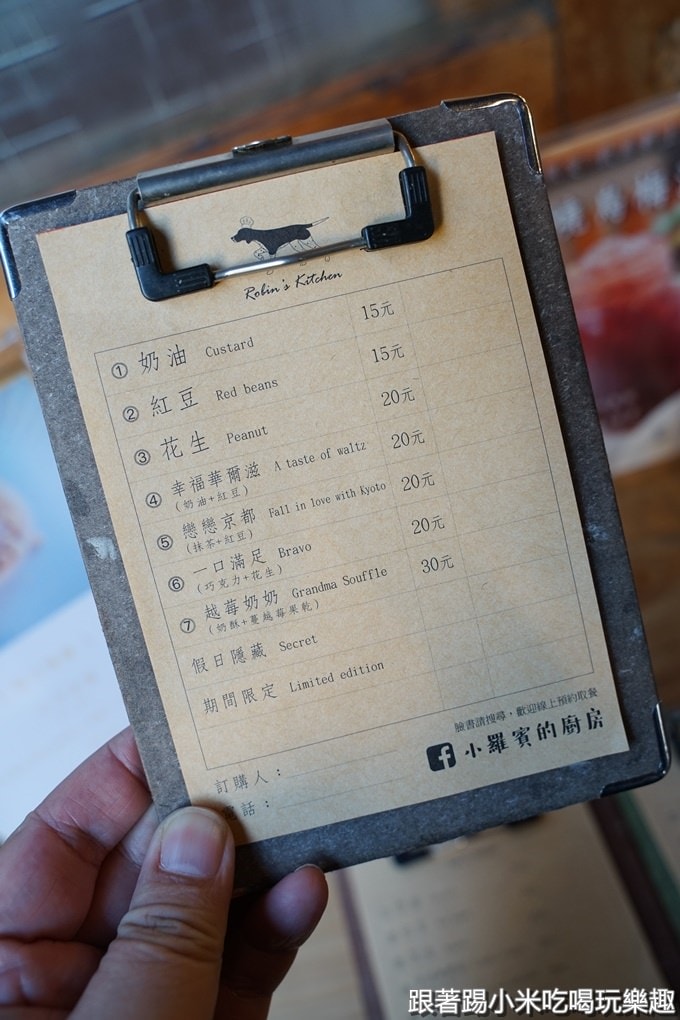 Robin's Kitchen
① 奶油 Custard 15元
② 紅豆 Red beans 15元
③ 花生 Peanut 20元
④ 幸福華爾滋 A taste of waltz 20元
(奶油+紅豆)
⑤ 戀戀京都 Fall in love with Kyoto 20元
(抹茶+紅豆)
⑥ 一口滿足 Bravo 20元
(巧克力+花生)
⑦ 越莓奶奶 Grandma Souffle 30元
(奶酥+蔓越莓果乾)
假日隱藏 Secret
期間限定 Limited edition
臉書請搜尋,歡迎線上預約取餐
小羅賓的廚房
訂購人:
話:
跟著踢小米吃喝玩樂趣